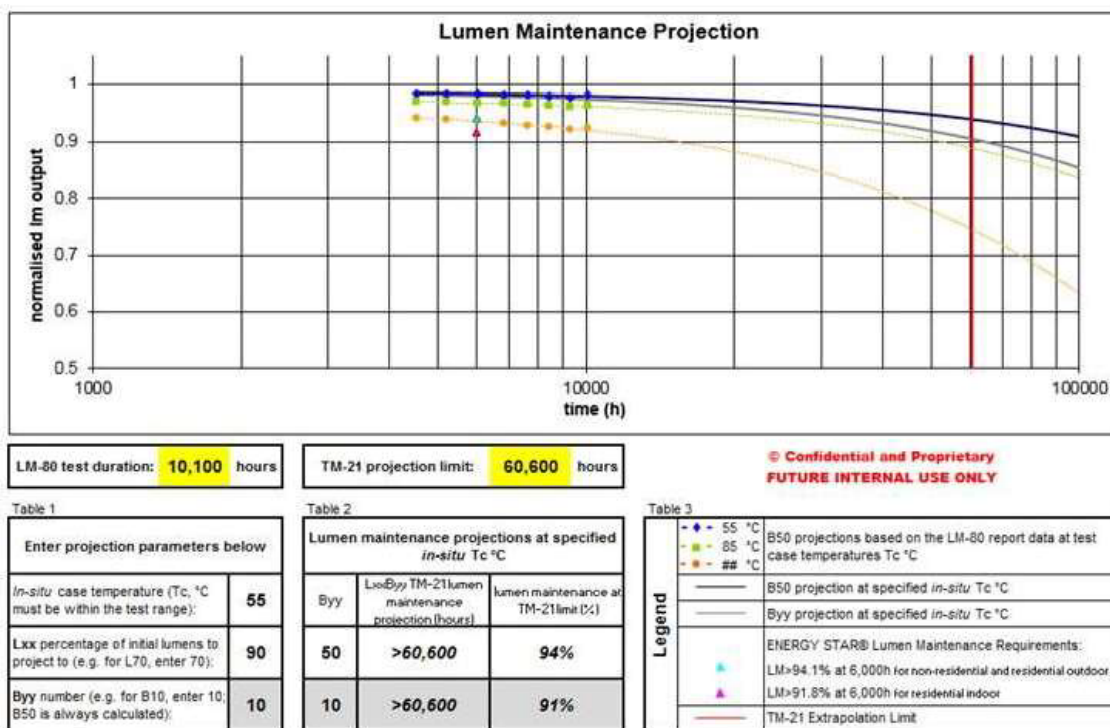 Lumen Maintenance Projection
normalised lm output
1
0.9
0.8
0.7
0.6
0.5
1000
10000
100000
time (h)
LM-80 test duration: 10,100 hours
TM-21 projection limit: 60,600 hours
© Confidential and Proprietary
FUTURE INTERNAL USE ONLY
Table 1
Enter projection parameters below
In-situ case temperature (Tc, °C
must be within the test range):
55
Lxx percentage of initial lumens to
project to (e.g. for L70, enter 70):
90
Byy number (e.g. for B10, enter 10;
B50 is always calculated):
10
Table 2
Lumen maintenance projections at specified
in-situ Tc °C
Byy
LxxByy TM-21 lumen
maintenance
projection (hours)
lumen maintenance at
TM-21 limit (%)
50 >60,600 94%
10 >60,600 91%
Table 3
Legend
55 °C
85 °C
## °C
B50 projections based on the LM-80 report data at test
case temperatures Tc °C
B50 projection at specified in-situ Tc °C
Byy projection at specified in-situ Tc °C
ENERGY STAR® Lumen Maintenance Requirements:
LM>94.1% at 6,000h for non-residential and residential outdoor
LM>91.8% at 6,000h for residential indoor
TM-21 Extrapolation Limit